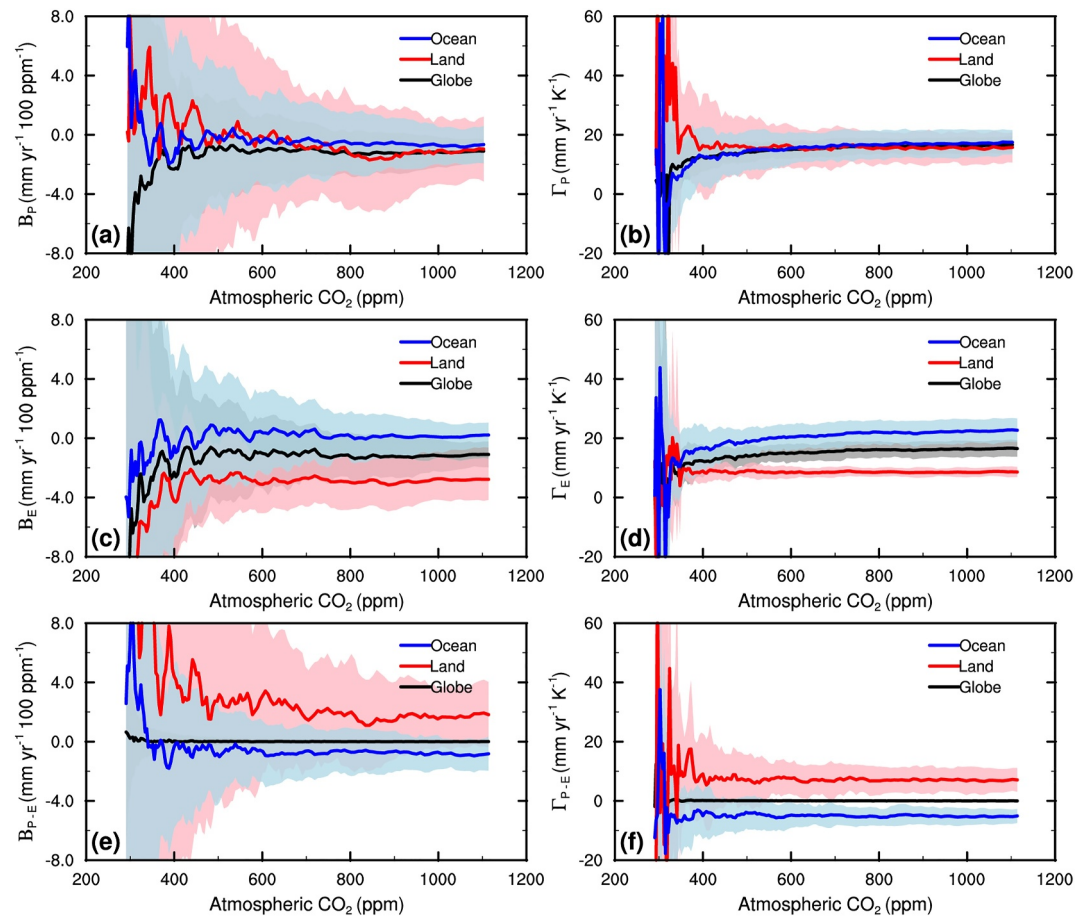 8.0
4.0
0.0
-4.0
-8.0
B_P (mm yr⁻¹ 100 ppm⁻¹)
Ocean
Land
Globe
(a)
200 400 600 800 1000 1200
Atmospheric CO₂ (ppm)
60
40
20
0
-20
Γ_P (mm yr⁻¹ K⁻¹)
Ocean
Land
Globe
(b)
200 400 600 800 1000 1200
Atmospheric CO₂ (ppm)
8.0
4.0
0.0
-4.0
-8.0
B_E (mm yr⁻¹ 100 ppm⁻¹)
Ocean
Land
Globe
(c)
200 400 600 800 1000 1200
Atmospheric CO₂ (ppm)
60
40
20
0
-20
Γ_E (mm yr⁻¹ K⁻¹)
Ocean
Land
Globe
(d)
200 400 600 800 1000 1200
Atmospheric CO₂ (ppm)
8.0
4.0
0.0
-4.0
-8.0
B_P-E (mm yr⁻¹ 100 ppm⁻¹)
Ocean
Land
Globe
(e)
200 400 600 800 1000 1200
Atmospheric CO₂ (ppm)
60
40
20
0
-20
Γ_P-E (mm yr⁻¹ K⁻¹)
Ocean
Land
Globe
(f)
200 400 600 800 1000 1200
Atmospheric CO₂ (ppm)